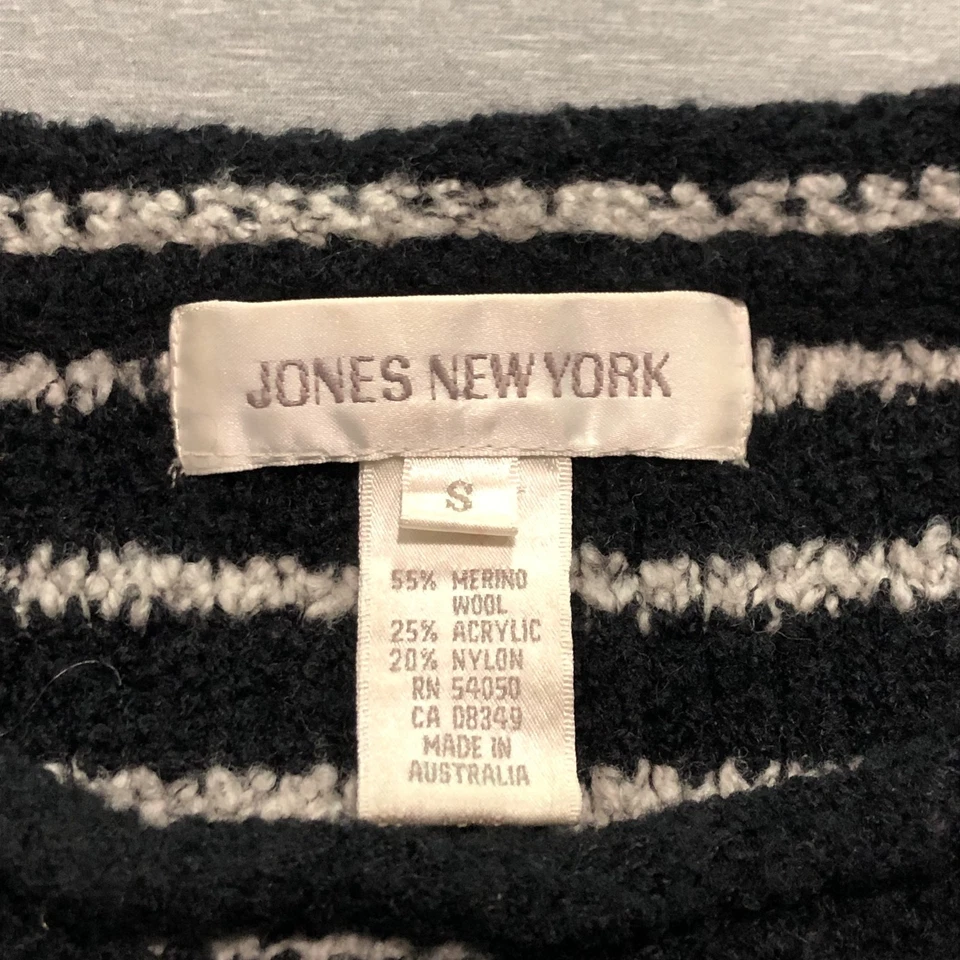 JONES NEW YORK
S
55% MERINO
WOOL
25% ACRYLIC
20% NYLON
RN 54050
CA 08349
MADE IN
AUSTRALIA